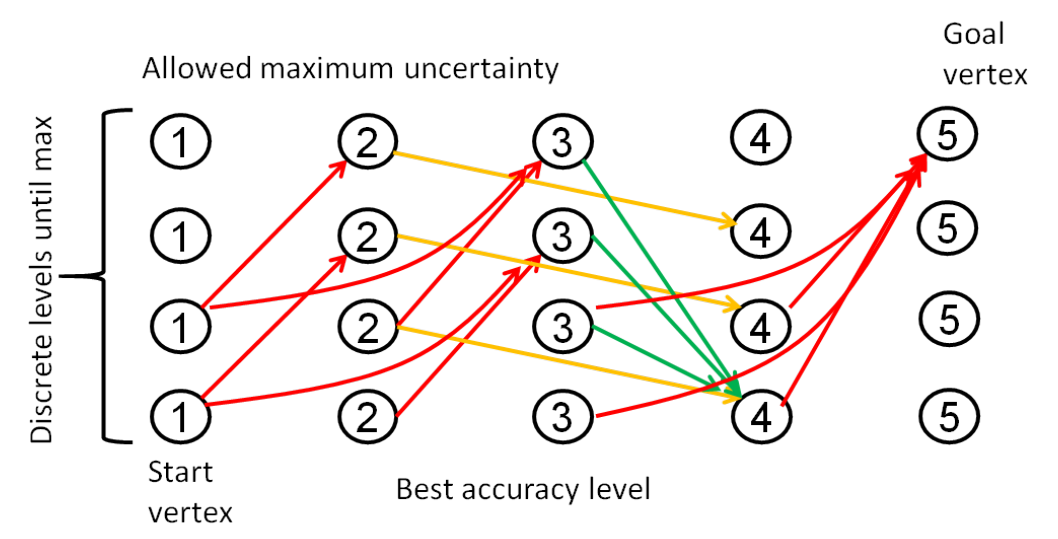 Goal
vertex
Allowed maximum uncertainty
Discrete levels until max
1 2 3 4 5
1 2 3 4 5
1 2 3 4 5
1 2 3 4 5
Start
vertex
Best accuracy level